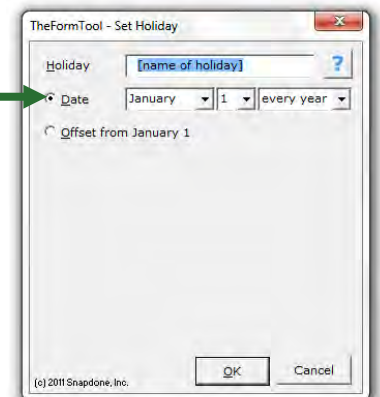 TheFormTool - Set Holiday
Holiday [name of holiday] ?
Date January 1 every year
Offset from January 1
OK Cancel
(c) 2011 Snapdone, Inc.